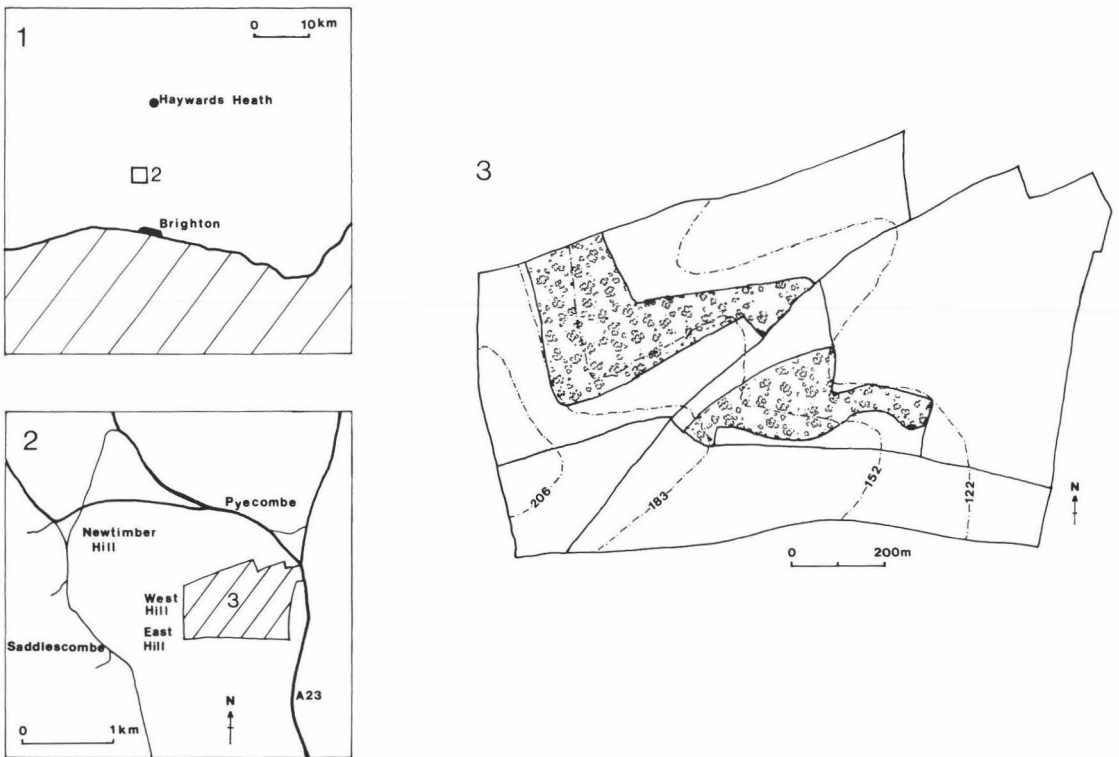 1
0 10km
Haywards Heath
2
Brighton
2
Pyecombe
Newtimber
Hill
West
Hill
3
East
Hill
Saddlescombe
A23
N
0 1km
3
206
183
152
122
N
0 200m